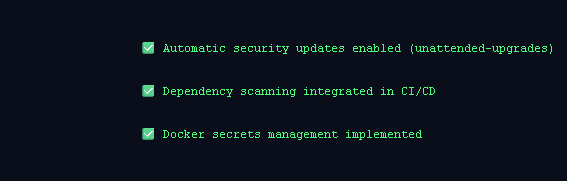 ✅ Automatic security updates enabled (unattended-upgrades)
✅ Dependency scanning integrated in CI/CD
✅ Docker secrets management implemented